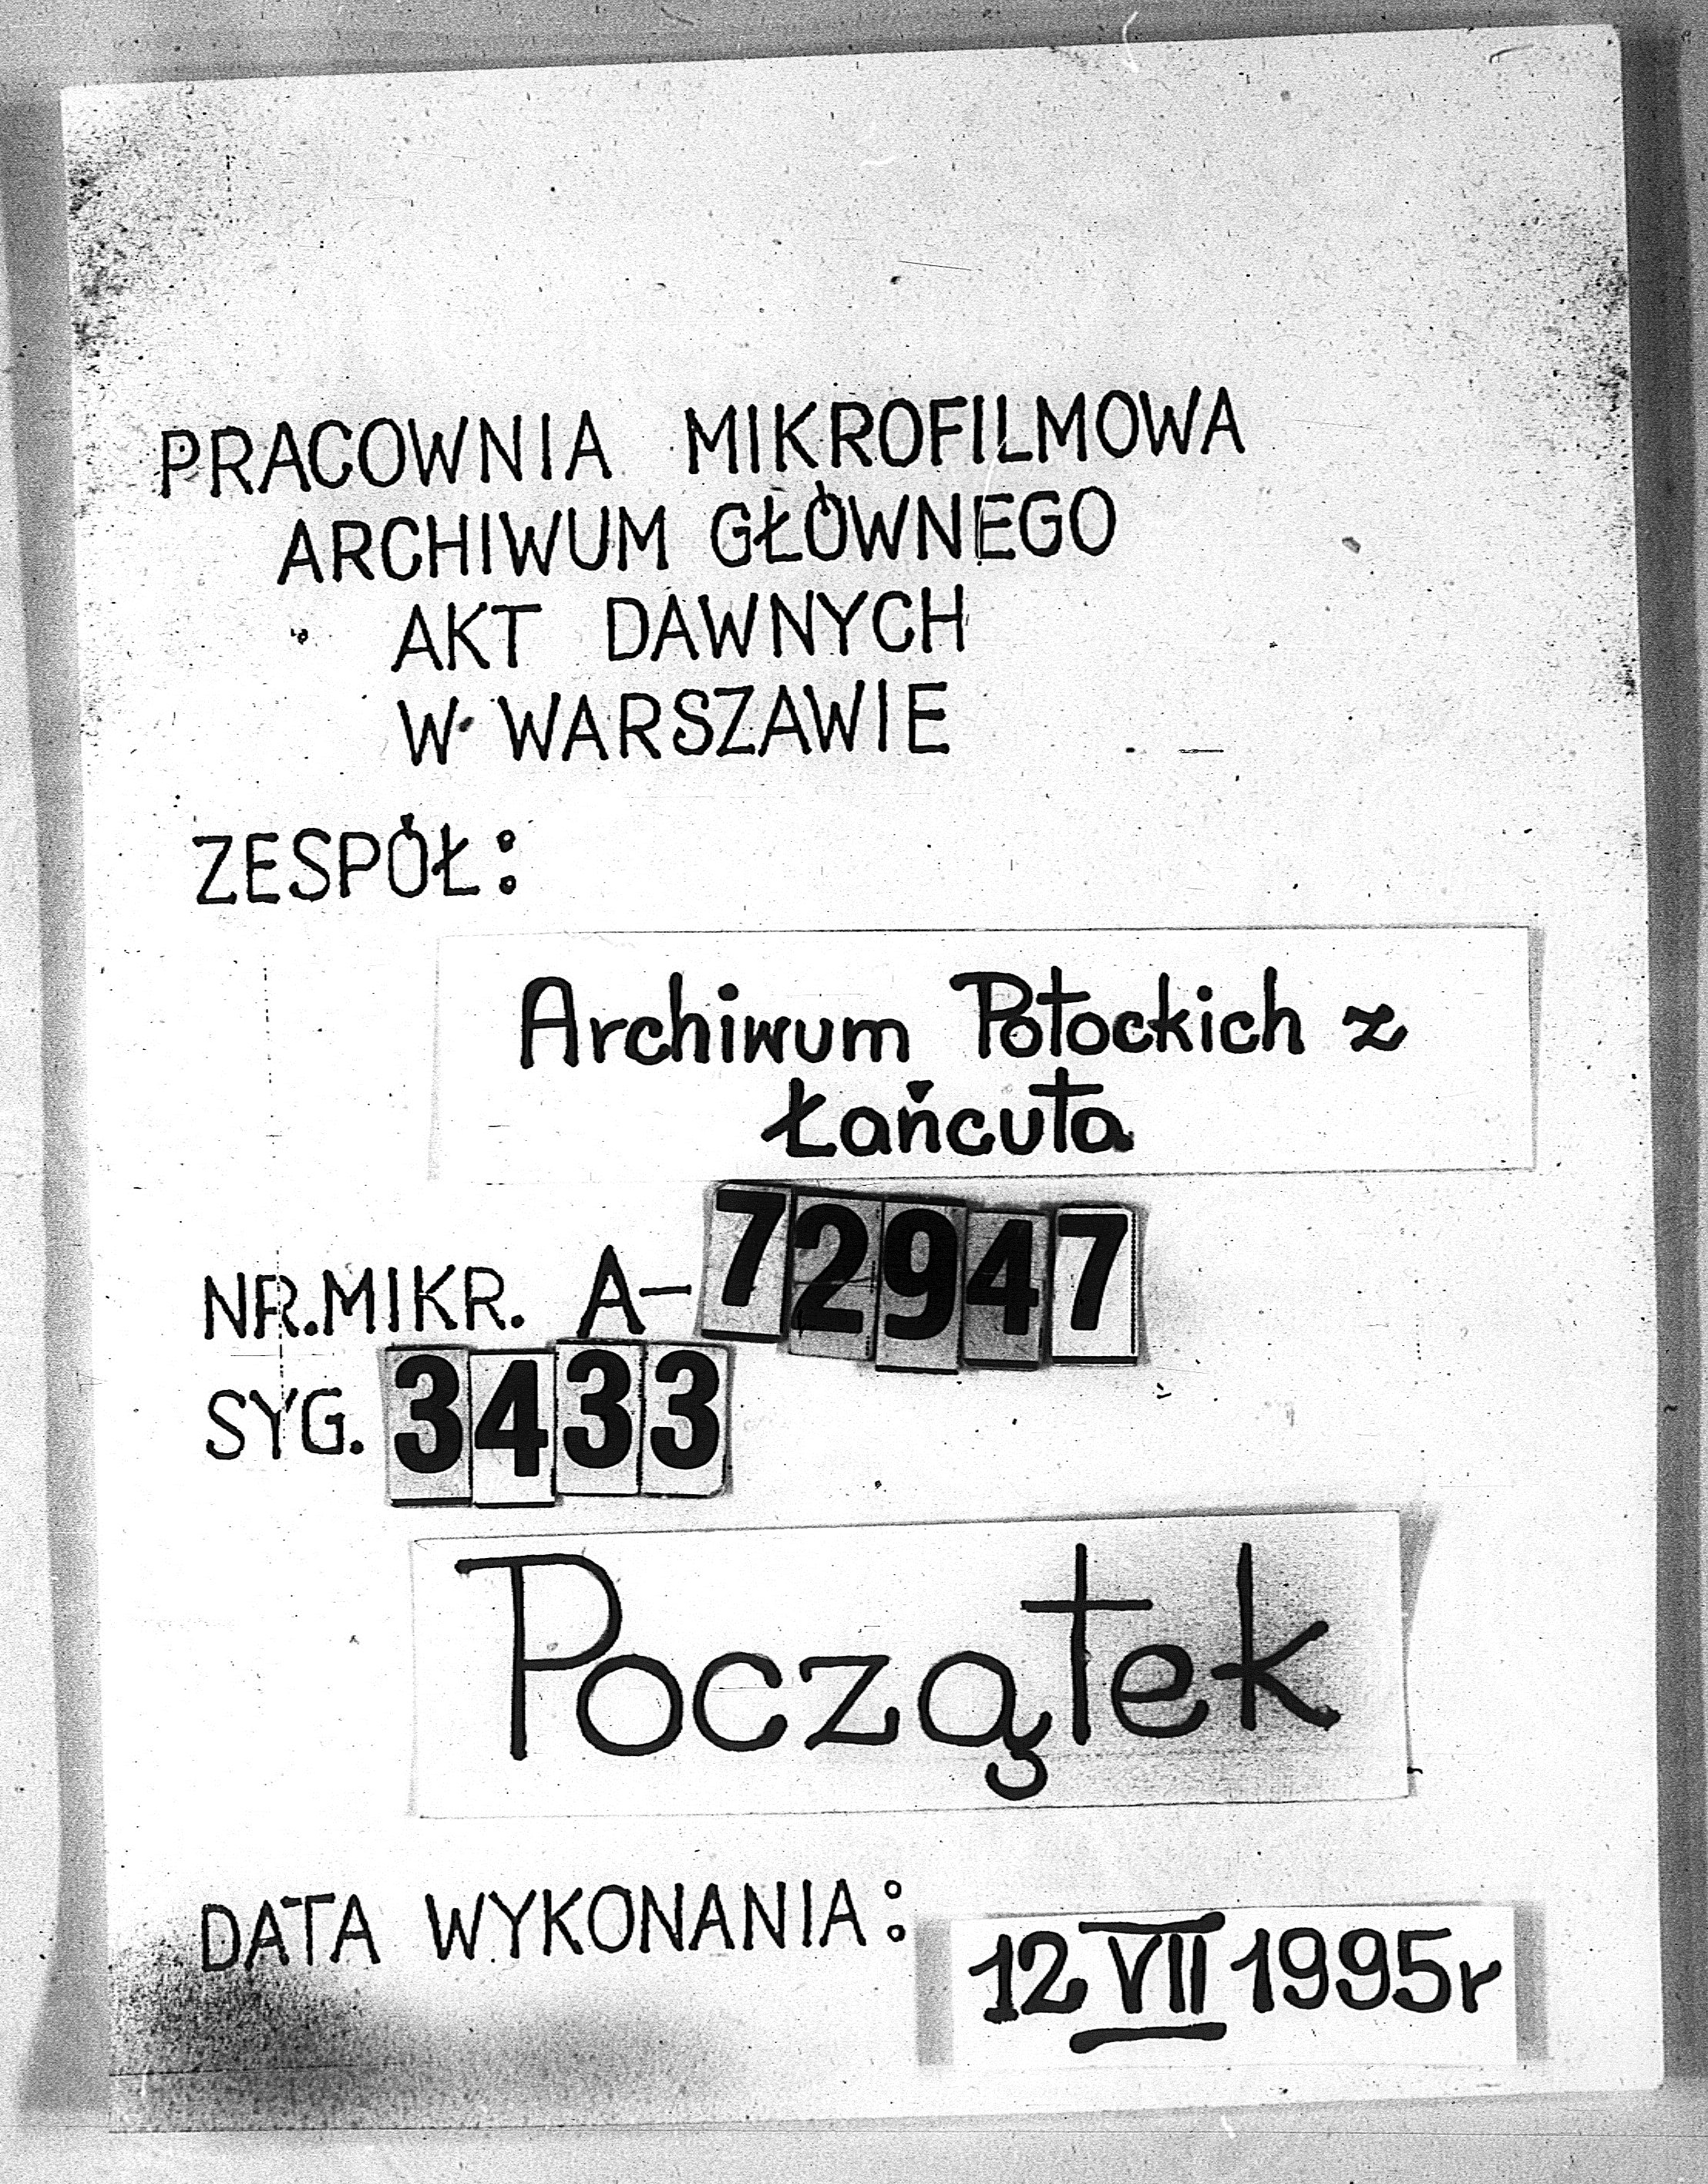 PRACOWNIA MIKROFILMOWA
ARCHIWUM GŁÓWNEGO
AKT DAWNYCH
W WARSZAWIE
ZESPÓŁ:
Archiwum Potockich z
Łańcuta
NR.MIKR. A-72947
SYG. 3433
Początek
DATA WYKONANIA: 12 VII 1995r